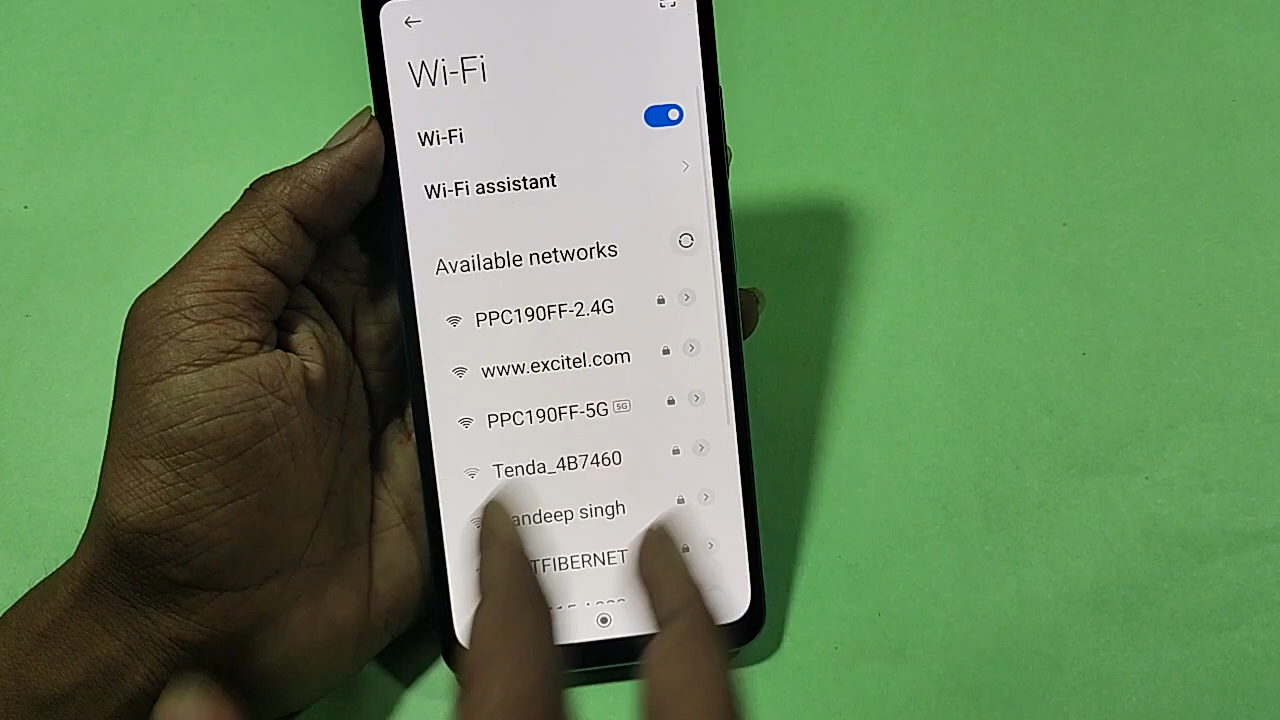 Wi-Fi
Wi-Fi
Wi-Fi assistant
Available networks
PPC190FF-2.4G
www.excitel.com
PPC190FF-5G 5G
Tenda_4B7460
andeep singh
TFIBERNET